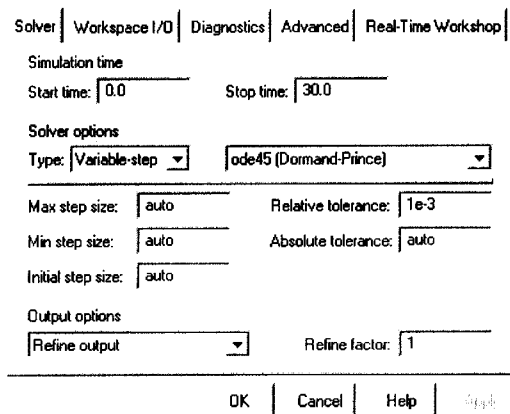 Solver Workspace I/O Diagnostics Advanced Real-Time Workshop
Simulation time
Start time: 0.0 Stop time: 30.0
Solver options
Type: Variable-step ode45 (Dormand-Prince)
Max step size: auto Relative tolerance: 1e-3
Min step size: auto Absolute tolerance: auto
Initial step size: auto
Output options
Refine output Refine factor: 1
OK Cancel Help Apply